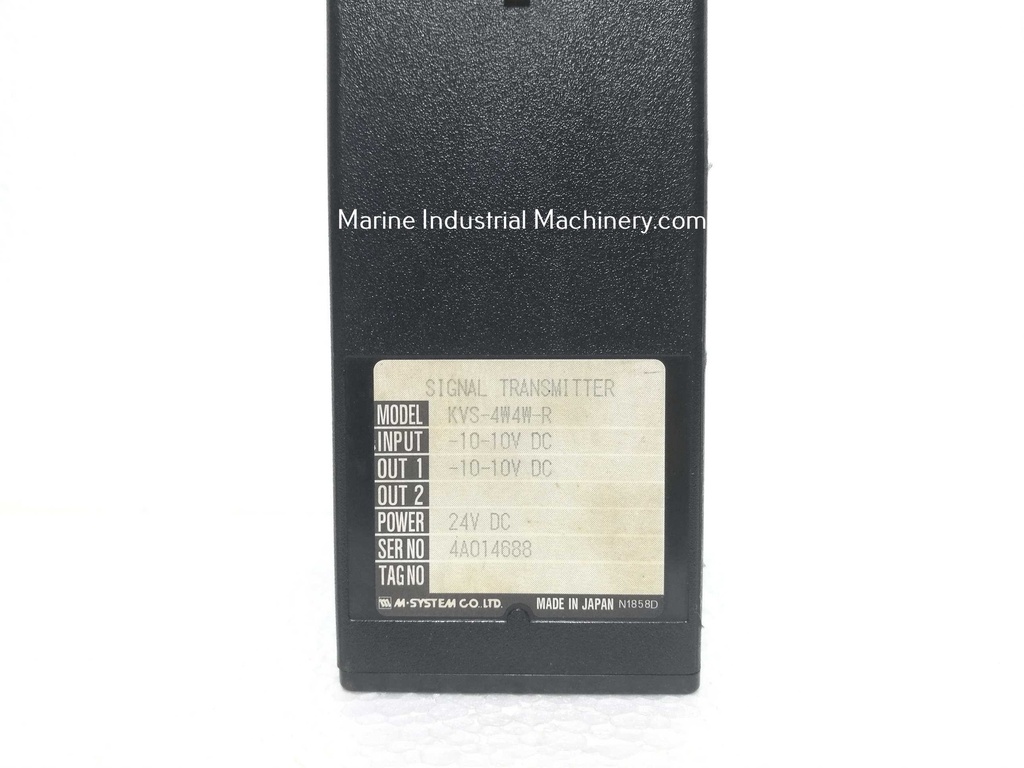 Marine Industrial Machinery.com
SIGNAL TRANSMITTER
MODEL KVS-4W4W-R
INPUT -10-10V DC
OUT 1 -10-10V DC
OUT 2
POWER 24V DC
SER NO 4A014688
TAG NO
M-SYSTEM CO.,LTD. MADE IN JAPAN N1858D